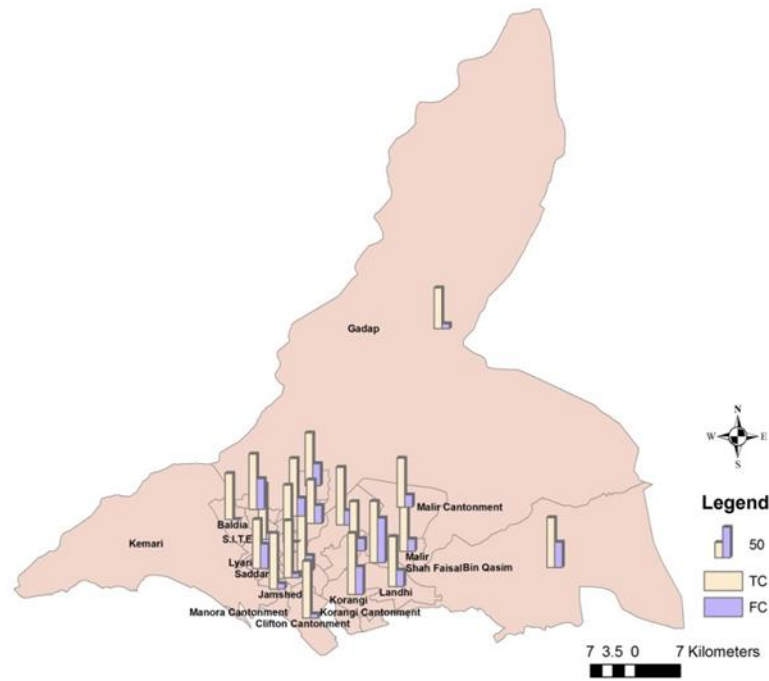 Gadap
N
W E
S
Legend
50
TC
FC
Malir Cantonment
Baldia
S.I.T.E
Kemari
Lyari
Saddar
Malir
Shah Faisal Bin Qasim
Jamshed
Korangi
Landhi
Manora Cantonment
Korangi Cantonment
Clifton Cantonment
7 3.5 0 7 Kilometers